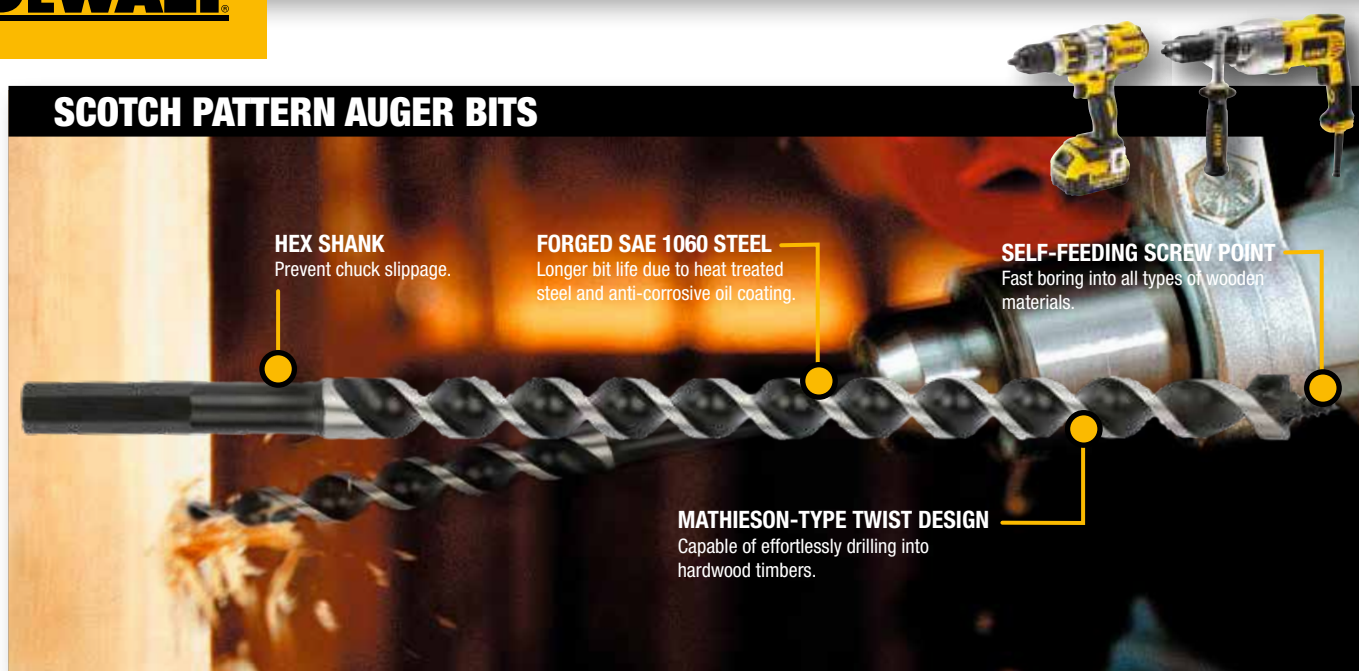 DEWALT
SCOTCH PATTERN AUGER BITS
HEX SHANK
Prevent chuck slippage.
FORGED SAE 1060 STEEL
Longer bit life due to heat treated
steel and anti-corrosive oil coating.
SELF-FEEDING SCREW POINT
Fast boring into all types of wooden
materials.
MATHIESON-TYPE TWIST DESIGN
Capable of effortlessly drilling into
hardwood timbers.